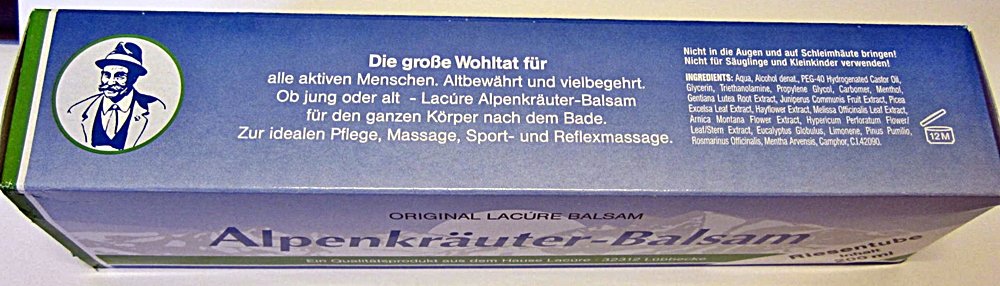 Die große Wohltat für
alle aktiven Menschen. Altbewährt und vielbegehrt.
Ob jung oder alt - Lacúre Alpenkräuter-Balsam
für den ganzen Körper nach dem Bade.
Zur idealen Pflege, Massage, Sport- und Reflexmassage.
Nicht in die Augen und auf Schleimhäute bringen!
Nicht für Säuglinge und Kleinkinder verwenden!
INGREDIENTS: Aqua, Alcohol denat., PEG-40 Hydrogenated Castor Oil,
Glycerin, Triethanolamine, Propylene Glycol, Carbomer, Menthol,
Gentiana Lutea Root Extract, Juniperus Communis Fruit Extract, Picea
Excelsa Leaf Extract, Hayflower Extract, Melissa Officinalis Leaf Extract,
Arnica Montana Flower Extract, Hypericum Perforatum Flower/
Leaf/Stern Extract, Eucalyptus Globulus, Limonene, Pinus Pumilio,
Rosmarinus Officinalis, Mentha Arvensis, Camphor, C.I.42090.
12 M
ORIGINAL LACÚRE BALSAM
Alpenkräuter-Balsam
Ein Qualitätsprodukt aus dem Hause Lacúre · 32312 Lübbecke
Riesentube
Inhalt
200 ml